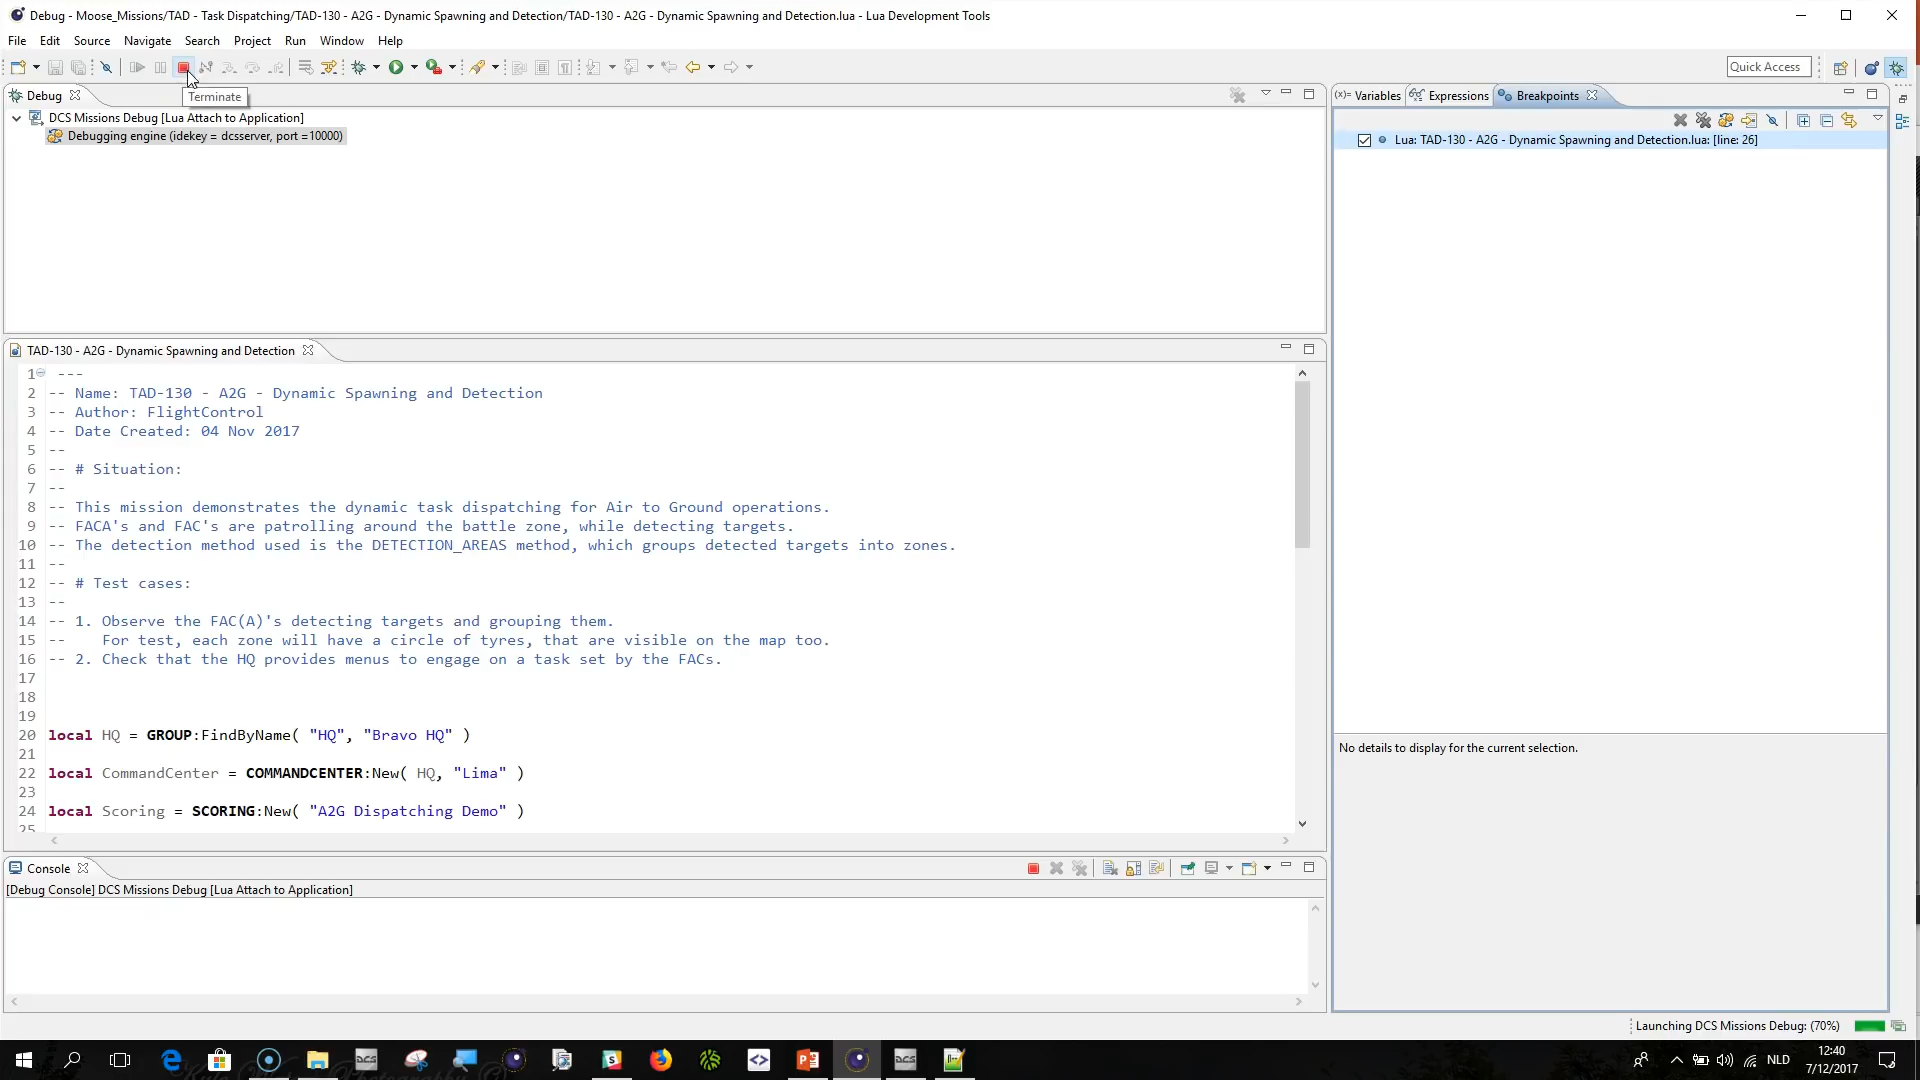 Debug - Moose_Missions/TAD - Task Dispatching/TAD-130 - A2G - Dynamic Spawning and Detection/TAD-130 - A2G - Dynamic Spawning and Detection.lua - Lua Development Tools
File Edit Source Navigate Search Project Run Window Help
Quick Access
Terminate
Debug
DCS Missions Debug [Lua Attach to Application]
Debugging engine (idekey = dcsserver, port =10000)
(x)= Variables Expressions Breakpoints
Lua: TAD-130 - A2G - Dynamic Spawning and Detection.lua: [line: 26]
No details to display for the current selection.
TAD-130 - A2G - Dynamic Spawning and Detection
1 ---
2 -- Name: TAD-130 - A2G - Dynamic Spawning and Detection
3 -- Author: FlightControl
4 -- Date Created: 04 Nov 2017
5 --
6 -- # Situation:
7 --
8 -- This mission demonstrates the dynamic task dispatching for Air to Ground operations.
9 -- FACA's and FAC's are patrolling around the battle zone, while detecting targets.
10 -- The detection method used is the DETECTION_AREAS method, which groups detected targets into zones.
11 --
12 -- # Test cases:
13 --
14 -- 1. Observe the FAC(A)'s detecting targets and grouping them.
15 --    For test, each zone will have a circle of tyres, that are visible on the map too.
16 -- 2. Check that the HQ provides menus to engage on a task set by the FACs.
17
18
19
20 local HQ = GROUP:FindByName( "HQ", "Bravo HQ" )
21
22 local CommandCenter = COMMANDCENTER:New( HQ, "Lima" )
23
24 local Scoring = SCORING:New( "A2G Dispatching Demo" )
25
Console
[Debug Console] DCS Missions Debug [Lua Attach to Application]
Launching DCS Missions Debug: (70%)
NLD
12:40
7/12/2017